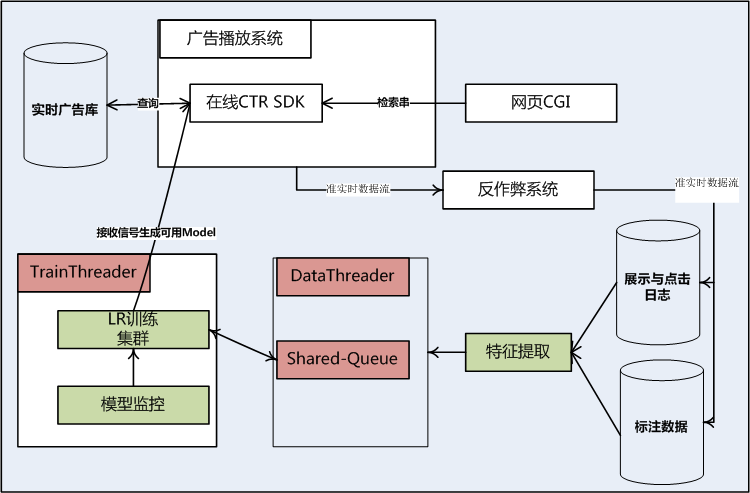 广告播放系统
实时广告库
查询
在线CTR SDK
检索串
网页CGI
准实时数据流
反作弊系统
准实时数据流
接收信号生成可用Model
TrainThreader
DataThreader
展示与点击
日志
LR训练
集群
Shared-Queue
特征提取
模型监控
标注数据